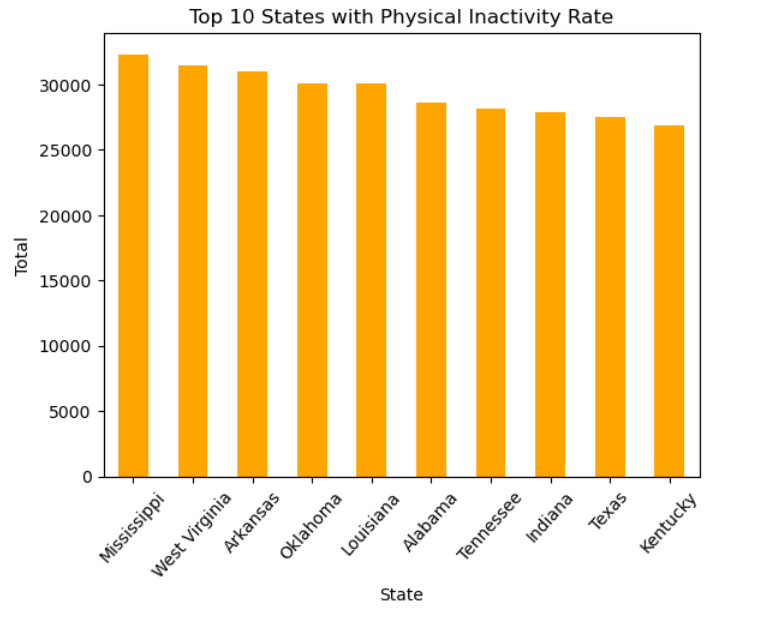 Top 10 States with Physical Inactivity Rate
Total
30000
25000
20000
15000
10000
5000
0
Mississippi
West Virginia
Arkansas
Oklahoma
Louisiana
Alabama
Tennessee
Indiana
Texas
Kentucky
State